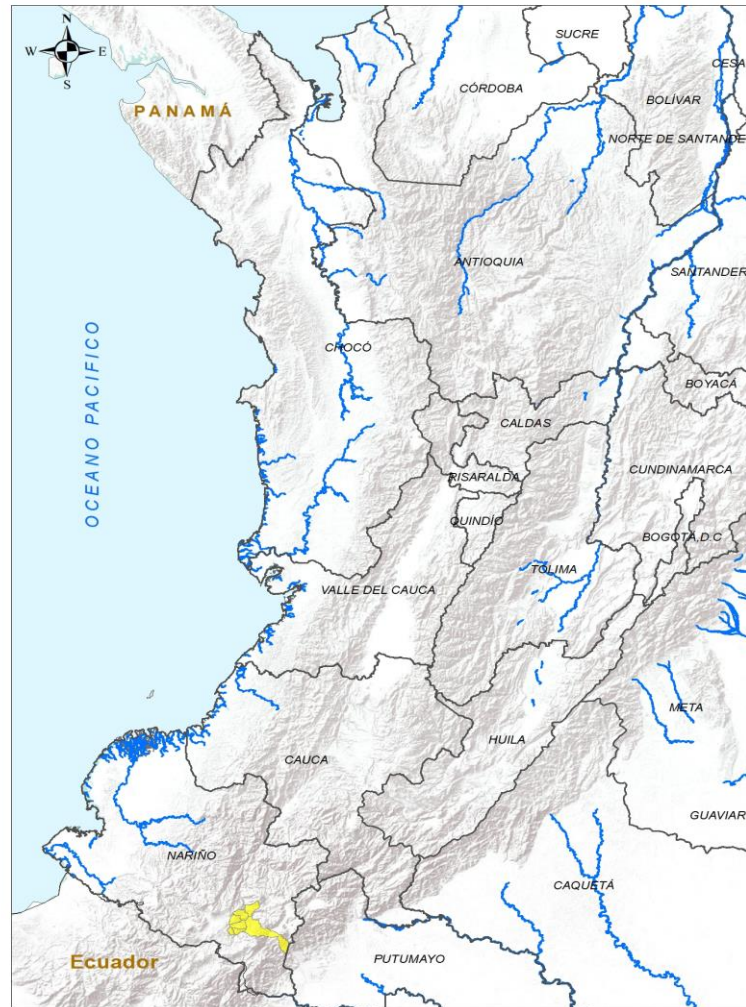 N
W E
S
SUCRE
CESA
CÓRDOBA
BOLÍVAR
PANAMÁ
NORTE DE SANTANDE
ANTIOQUIA
SANTANDER
CHOCÓ
BOYACÁ
CALDAS
CUNDINAMARCA
RISARALDA
QUINDÍO
BOGOTÁ, D.C
TOLIMA
VALLE DEL CAUCA
OCEANO PACIFICO
META
HUILA
CAUCA
GUAVIAR
NARIÑO
CAQUETÁ
Ecuador
PUTUMAYO